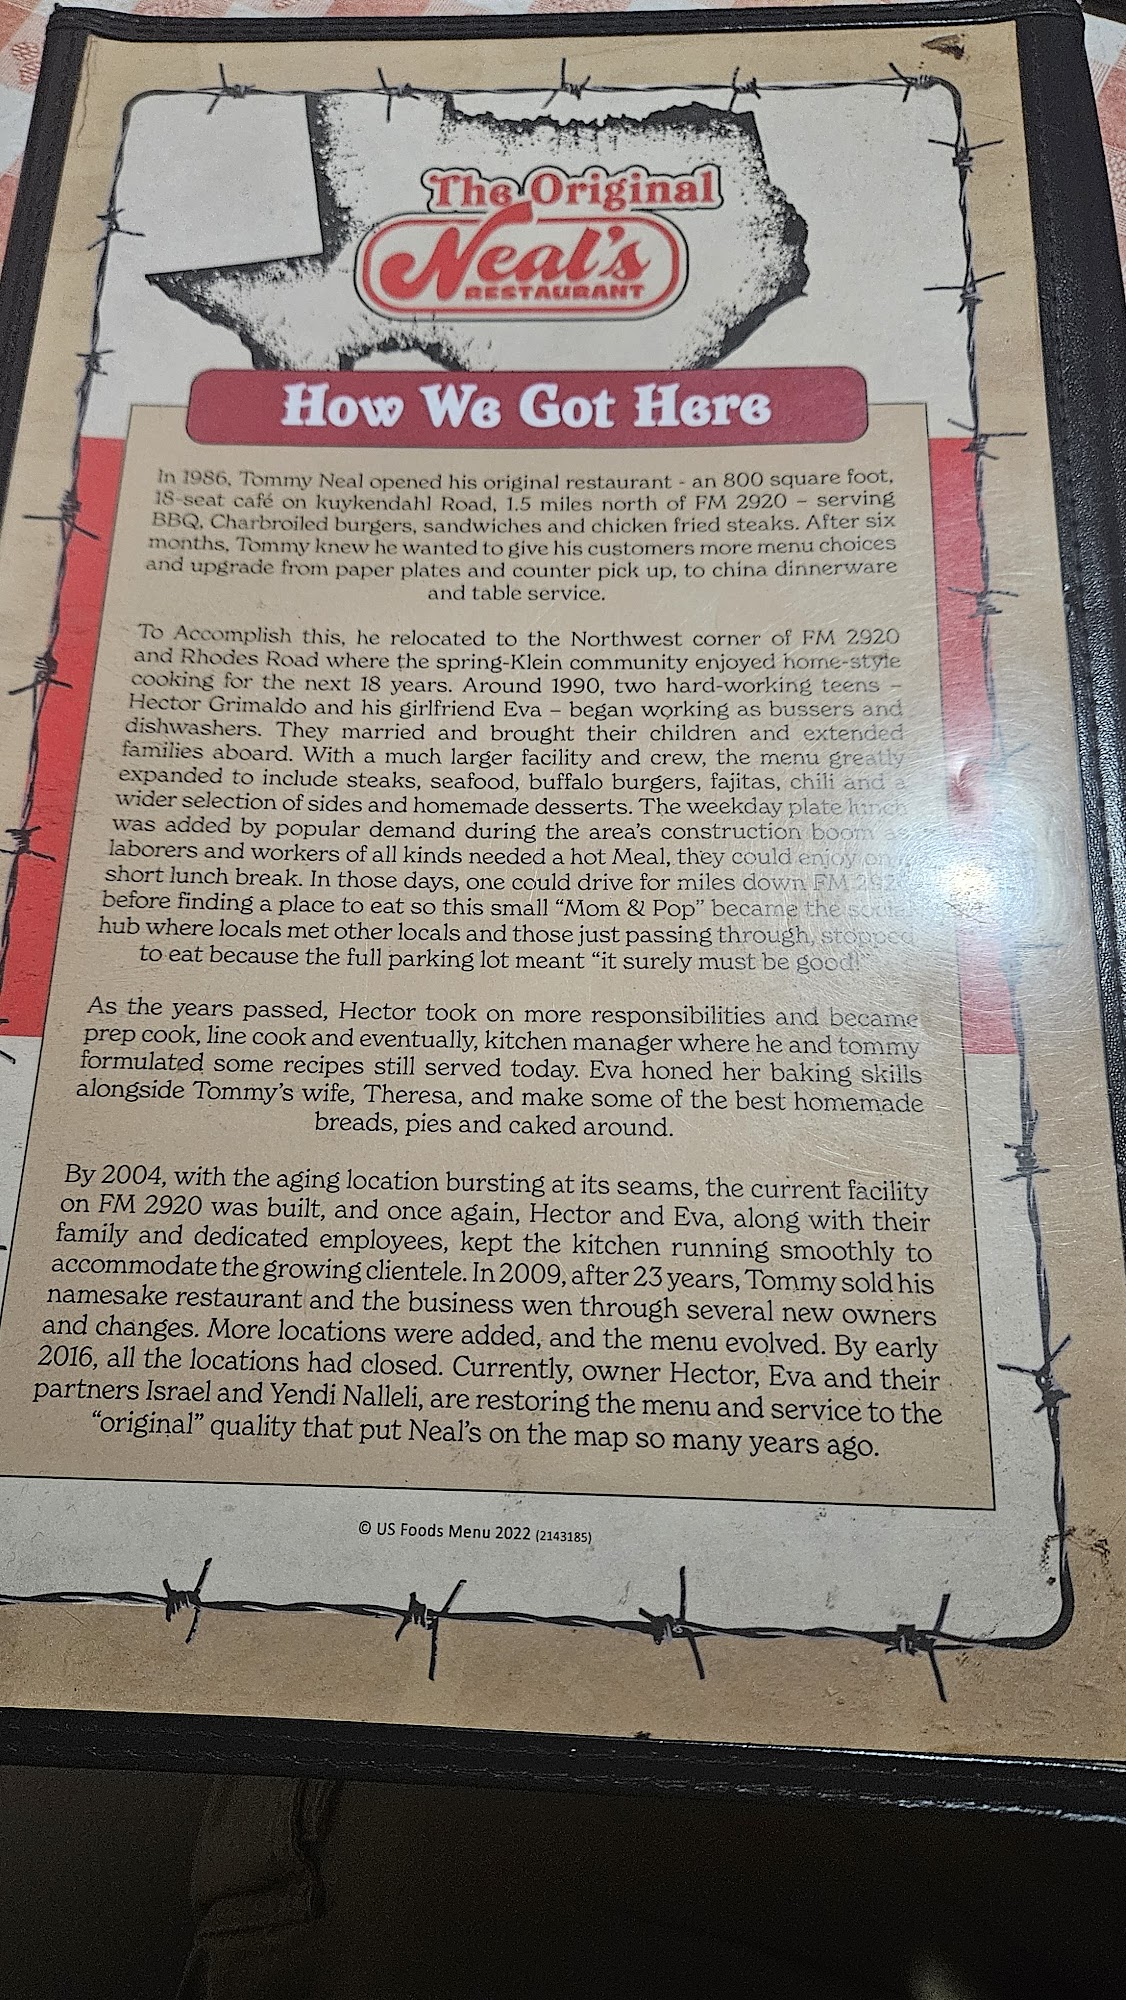 The Original
Neal's
RESTAURANT
How We Got Here
In 1986, Tommy Neal opened his original restaurant - an 800 square foot,
18-seat café on kuykendahl Road, 1.5 miles north of FM 2920 – serving
BBQ, Charbroiled burgers, sandwiches and chicken fried steaks. After six
months, Tommy knew he wanted to give his customers more menu choices
and upgrade from paper plates and counter pick up, to china dinnerware
and table service.
To Accomplish this, he relocated to the Northwest corner of FM 2920
and Rhodes Road where the spring-Klein community enjoyed home-style
cooking for the next 18 years. Around 1990, two hard-working teens –
Hector Grimaldo and his girlfriend Eva – began working as bussers and
dishwashers. They married and brought their children and extended
families aboard. With a much larger facility and crew, the menu greatly
expanded to include steaks, seafood, buffalo burgers, fajitas, chili and a
wider selection of sides and homemade desserts. The weekday plate lunch
was added by popular demand during the area's construction boom
laborers and workers of all kinds needed a hot Meal, they could enjoy on
short lunch break. In those days, one could drive for miles down FM 2920
before finding a place to eat so this small “Mom & Pop” became the social
hub where locals met other locals and those just passing through, stopped
to eat because the full parking lot meant “it surely must be good!”
As the years passed, Hector took on more responsibilities and became
prep cook, line cook and eventually, kitchen manager where he and tommy
formulated some recipes still served today. Eva honed her baking skills
alongside Tommy's wife, Theresa, and make some of the best homemade
breads, pies and caked around.
By 2004, with the aging location bursting at its seams, the current facility
on FM 2920 was built, and once again, Hector and Eva, along with their
family and dedicated employees, kept the kitchen running smoothly to
accommodate the growing clientele. In 2009, after 23 years, Tommy sold his
namesake restaurant and the business wen through several new owners
and changes. More locations were added, and the menu evolved. By early
2016, all the locations had closed. Currently, owner Hector, Eva and their
partners Israel and Yendi Nalleli, are restoring the menu and service to the
“original” quality that put Neal's on the map so many years ago.
© US Foods Menu 2022 (2143185)